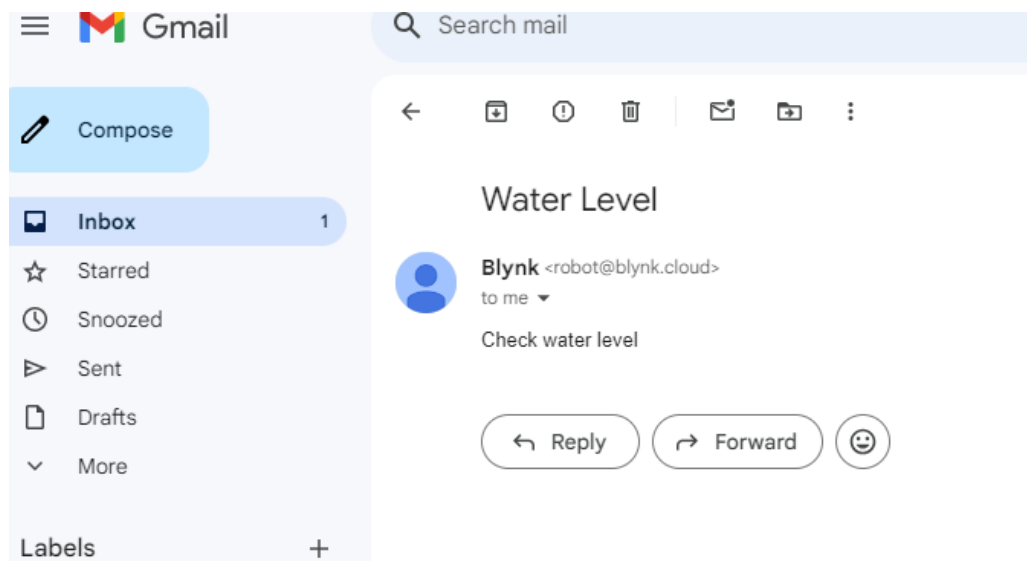 Gmail
Search mail
Compose
Inbox 1
Starred
Snoozed
Sent
Drafts
More
Labels
Water Level
Blynk <robot@blynk.cloud>
to me
Check water level
Reply
Forward